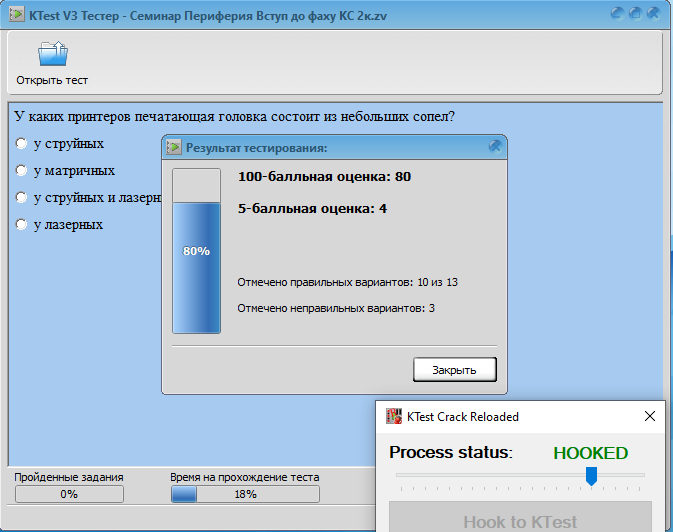 KTest V3 Тестер - Семинар Периферия Вступ до фаху КС 2к.zv
Открыть тест
У каких принтеров печатающая головка состоит из небольших сопел?
у струйных
у матричных
у струйных и лазерн
у лазерных
Результат тестирования:
100-балльная оценка: 80
5-балльная оценка: 4
80%
Отмечено правильных вариантов: 10 из 13
Отмечено неправильных вариантов: 3
Закрыть
KTest Crack Reloaded
Process status: HOOKED
Hook to KTest
Пройденные задания
0%
Время на прохождение теста
18%